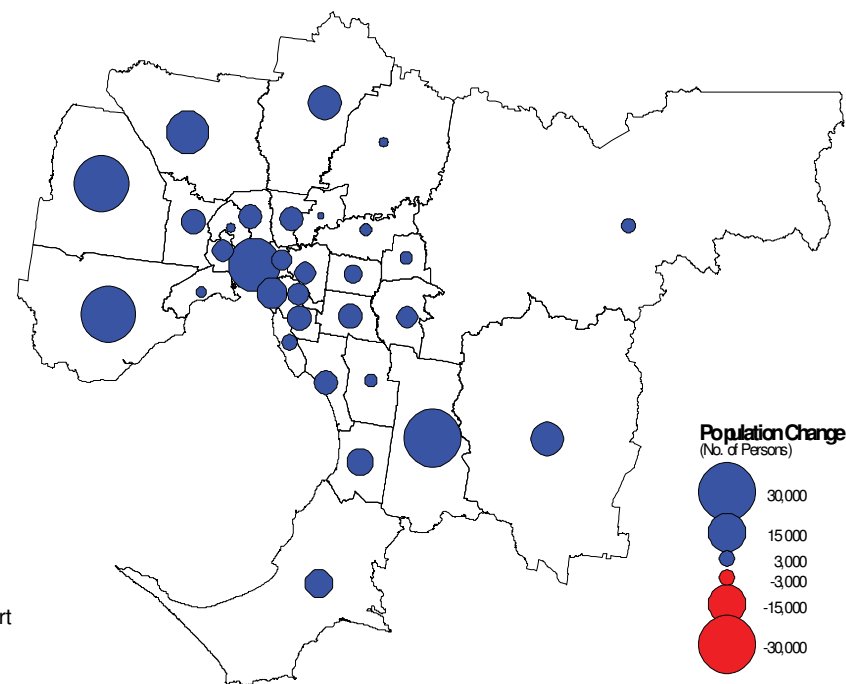 Population Change
(No. of Persons)
30,000
15 000
3,000
-3,000
-15,000
-30,000
rt